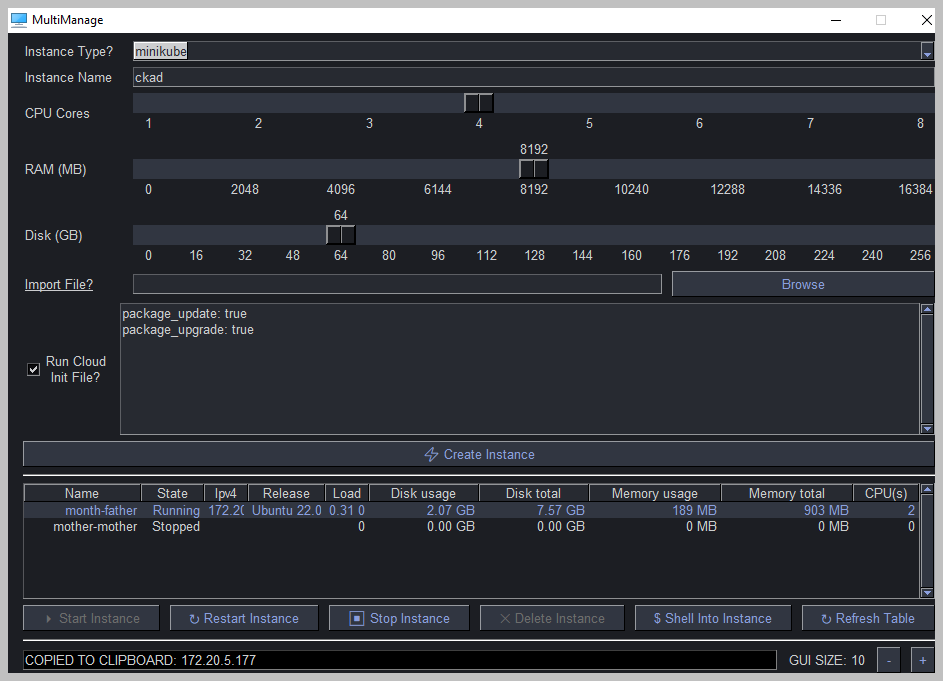 MultiManage
Instance Type? minikube
Instance Name ckad
CPU Cores
1 2 3 4 5 6 7 8
8192
RAM (MB)
0 2048 4096 6144 8192 10240 12288 14336 16384
64
Disk (GB)
0 16 32 48 64 80 96 112 128 144 160 176 192 208 224 240 256
Import File? Browse
package_update: true
package_upgrade: true
Run Cloud
Init File?
Create Instance
Name State Ipv4 Release Load Disk usage Disk total Memory usage Memory total CPU(s)
month-father Running 172.20 Ubuntu 22.0 0.31 0 2.07 GB 7.57 GB 189 MB 903 MB 2
mother-mother Stopped 0 0.00 GB 0.00 GB 0 MB 0 MB 0
Start Instance ↻ Restart Instance Stop Instance Delete Instance $ Shell Into Instance ↻ Refresh Table
COPIED TO CLIPBOARD: 172.20.5.177 GUI SIZE: 10 - +